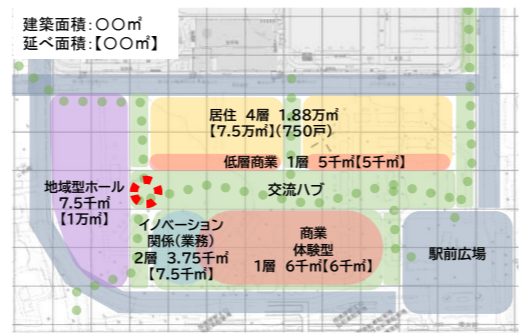 建築面積:〇〇㎡
延べ面積:【〇〇㎡】
居住 4層 1.88万㎡
【7.5万㎡】(750戸)
低層商業 1層 5千㎡【5千㎡】
地域型ホール
7.5千㎡
【1万㎡】
交流ハブ
イノベーション
関係(業務)
2層 3.75千㎡
【7.5千㎡】
商業
体験型
1層 6千㎡【6千㎡】
駅前広場